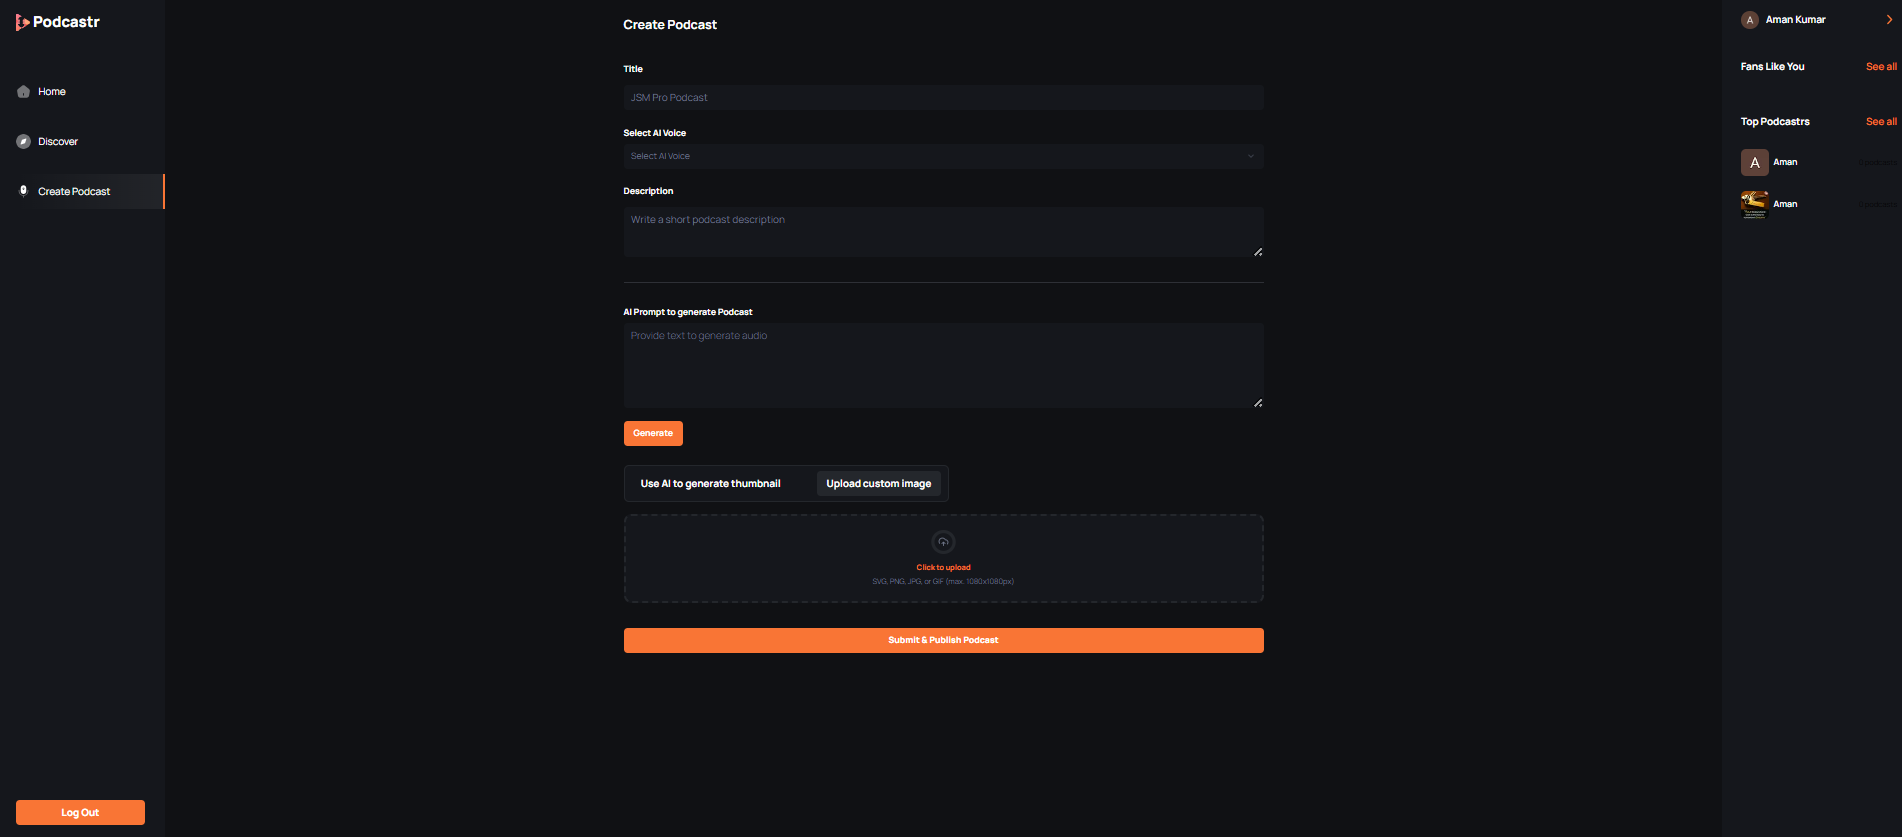 Podcastr
Home
Discover
Create Podcast
Log Out
Create Podcast
Title
JSM Pro Podcast
Select AI Voice
Select AI Voice
Description
Write a short podcast description
AI Prompt to generate Podcast
Provide text to generate audio
Generate
Use AI to generate thumbnail
Upload custom image
Click to upload
SVG, PNG, JPG, or GIF (max. 1080x1080px)
Submit & Publish Podcast
A
Aman Kumar
Fans Like You
See all
Top Podcastrs
See all
A
Aman
Aman